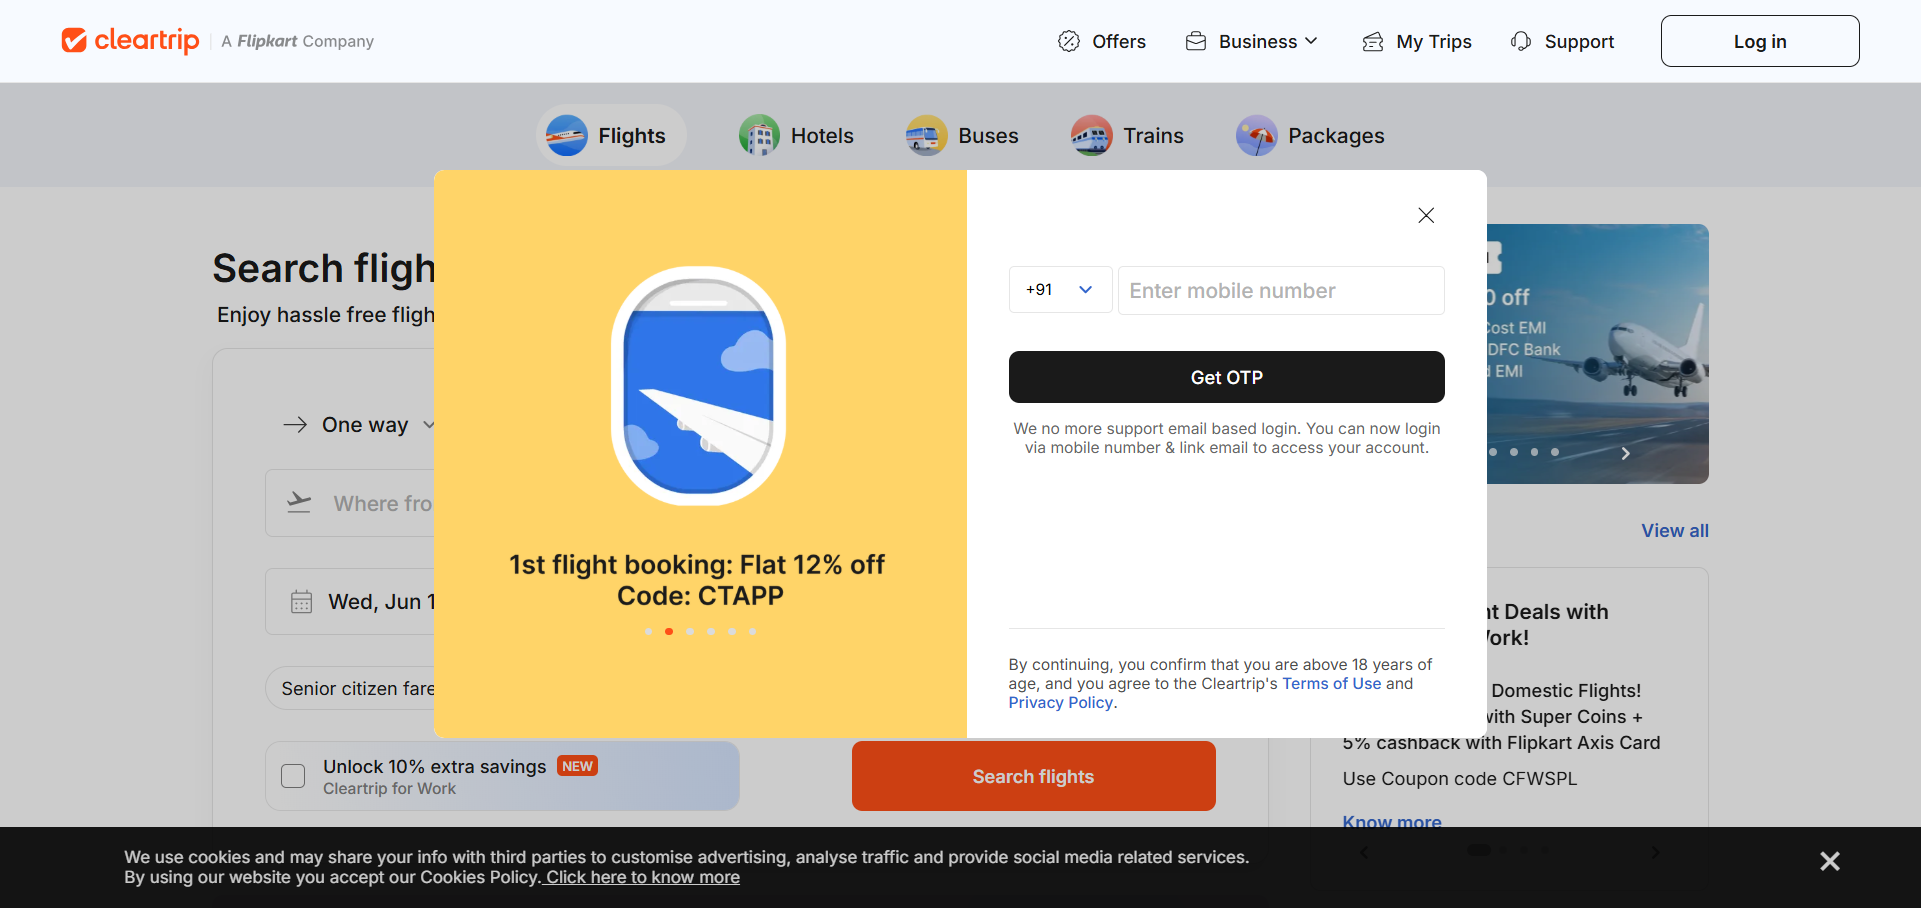 cleartrip A Flipkart Company
Offers
Business
My Trips
Support
Log in
Flights
Hotels
Buses
Trains
Packages
Search fligh
Enjoy hassle free fligh
One way
Where fro
Wed, Jun 1
Senior citizen fare
Unlock 10% extra savings NEW
Cleartrip for Work
Search flights
1st flight booking: Flat 12% off
Code: CTAPP
+91
Enter mobile number
Get OTP
We no more support email based login. You can now login
via mobile number & link email to access your account.
By continuing, you confirm that you are above 18 years of
age, and you agree to the Cleartrip's Terms of Use and
Privacy Policy.
0 off
Cost EMI
DFC Bank
d EMI
View all
nt Deals with
Work!
Domestic Flights!
with Super Coins +
5% cashback with Flipkart Axis Card
Use Coupon code CFWSPL
Know more
We use cookies and may share your info with third parties to customise advertising, analyse traffic and provide social media related services.
By using our website you accept our Cookies Policy. Click here to know more